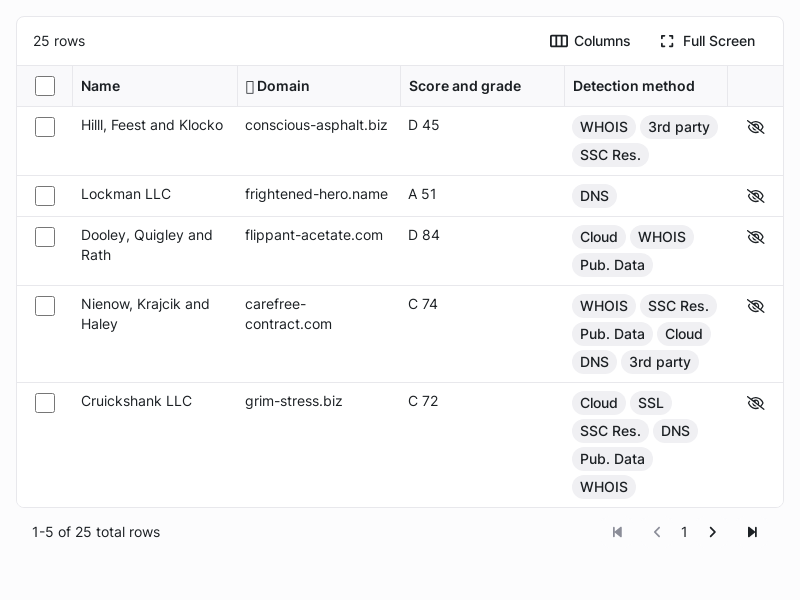 25 rows
Columns
Full Screen
Name
Domain
Score and grade
Detection method
Hilll, Feest and Klocko
conscious-asphalt.biz
D 45
WHOIS
3rd party
SSC Res.
Lockman LLC
frightened-hero.name
A 51
DNS
Dooley, Quigley and
Rath
flippant-acetate.com
D 84
Cloud
WHOIS
Pub. Data
Nienow, Krajcik and
Haley
carefree-
contract.com
C 74
WHOIS
SSC Res.
Pub. Data
Cloud
DNS
3rd party
Cruickshank LLC
grim-stress.biz
C 72
Cloud
SSL
SSC Res.
DNS
Pub. Data
WHOIS
1-5 of 25 total rows
1